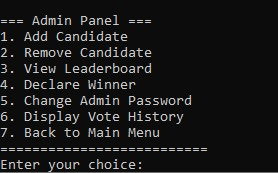 === Admin Panel ===
1. Add Candidate
2. Remove Candidate
3. View Leaderboard
4. Declare Winner
5. Change Admin Password
6. Display Vote History
7. Back to Main Menu
==========================
Enter your choice: